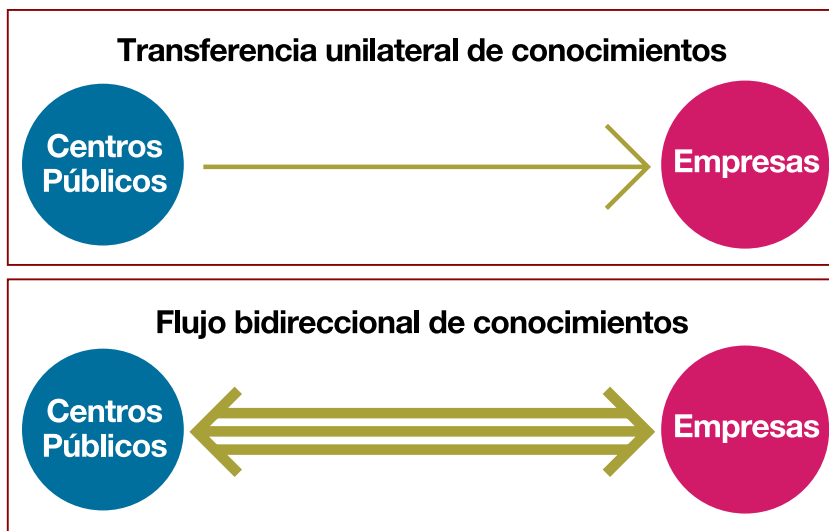 Transferencia unilateral de conocimientos
Centros
Públicos
Empresas
Flujo bidireccional de conocimientos
Centros
Públicos
Empresas